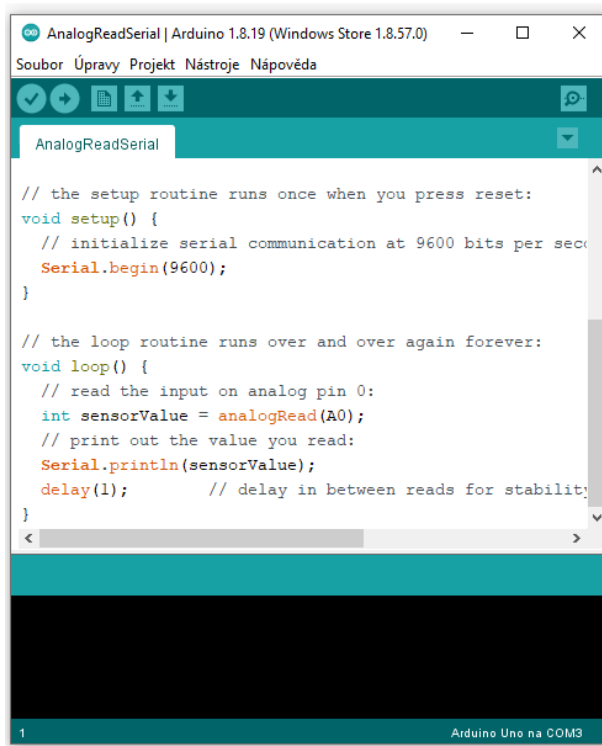 AnalogReadSerial | Arduino 1.8.19 (Windows Store 1.8.57.0)
Soubor Úpravy Projekt Nástroje Nápověda
AnalogReadSerial
// the setup routine runs once when you press reset:
void setup() {
  // initialize serial communication at 9600 bits per seco
  Serial.begin(9600);
}
// the loop routine runs over and over again forever:
void loop() {
  // read the input on analog pin 0:
  int sensorValue = analogRead(A0);
  // print out the value you read:
  Serial.println(sensorValue);
  delay(1);        // delay in between reads for stability
}
1 Arduino Uno na COM3